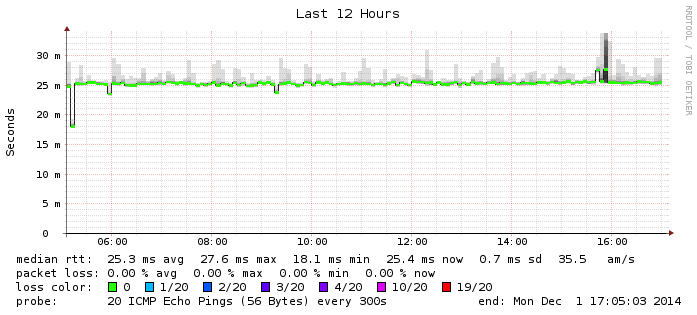 Last 12 Hours
RRDTOOL / TOBI OETIKER
Seconds
30 m
25 m
20 m
15 m
10 m
5 m
0
06:00 08:00 10:00 12:00 14:00 16:00
median rtt: 25.3 ms avg 27.6 ms max 18.1 ms min 25.4 ms now 0.7 ms sd 35.5 am/s
packet loss: 0.00 % avg 0.00 % max 0.00 % min 0.00 % now
loss color: 0 1/20 2/20 3/20 4/20 10/20 19/20
probe: 20 ICMP Echo Pings (56 Bytes) every 300s end: Mon Dec 1 17:05:03 2014